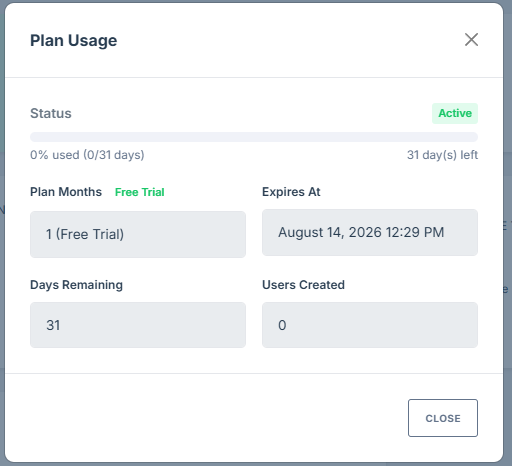 Plan Usage
Status
Active
0% used (0/31 days)
31 day(s) left
Plan Months Free Trial
Expires At
1 (Free Trial)
August 14, 2026 12:29 PM
Days Remaining
Users Created
31
0
CLOSE